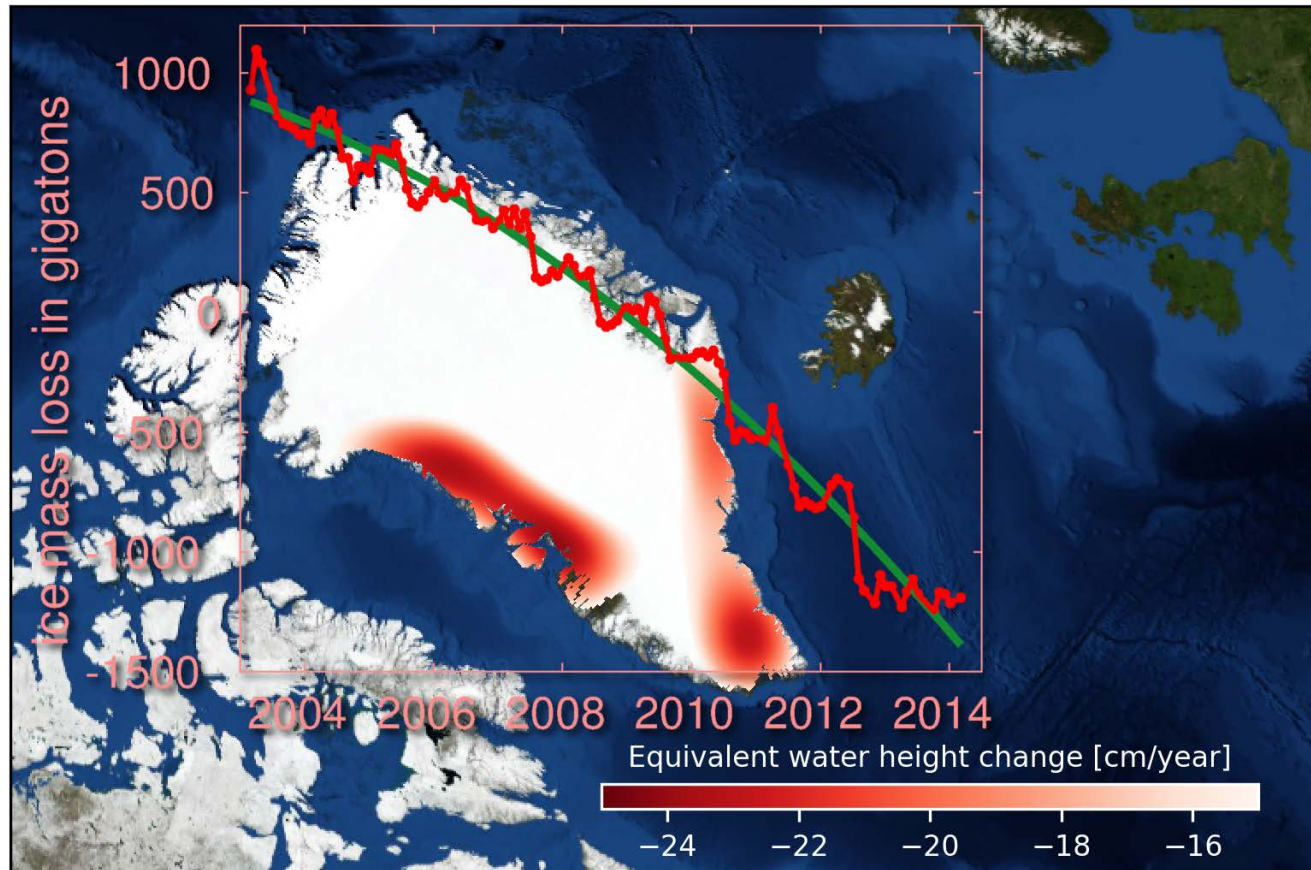 Ice mass loss in gigatons
1000
500
0
-500
-1000
-1500
2004 2006 2008 2010 2012 2014
Equivalent water height change [cm/year]
−24 −22 −20 −18 −16